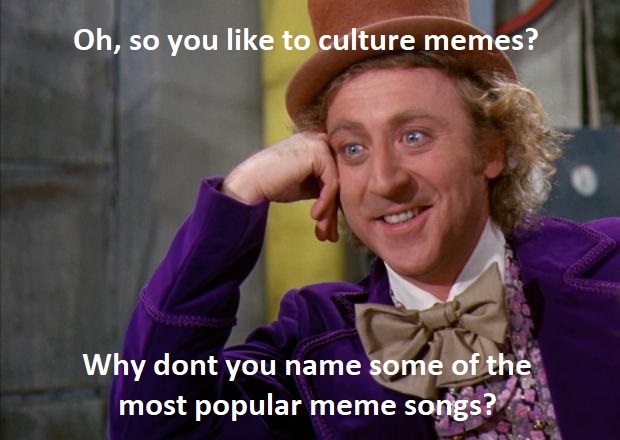 Oh, so you like to culture memes?
Why dont you name some of the
most popular meme songs?